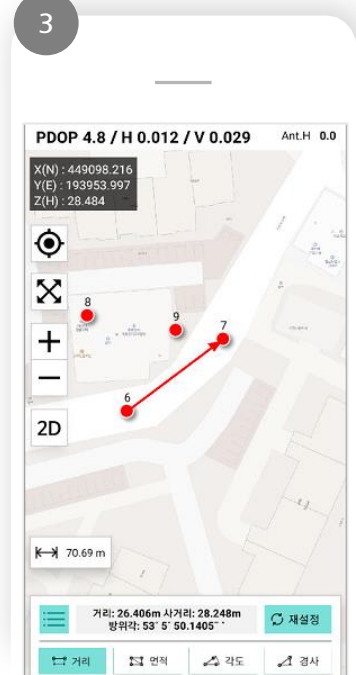 3
PDOP 4.8 / H 0.012 / V 0.029 Ant.H 0.0
X(N) : 449098.216
Y(E) : 193953.997
Z(H) : 28.484
8
9
7
6
2D
70.69 m
거리: 26.406m 사거리: 28.248m
방위각: 53˚ 5´ 50.1405˝ ˙
재설정
거리
면적
각도
경사